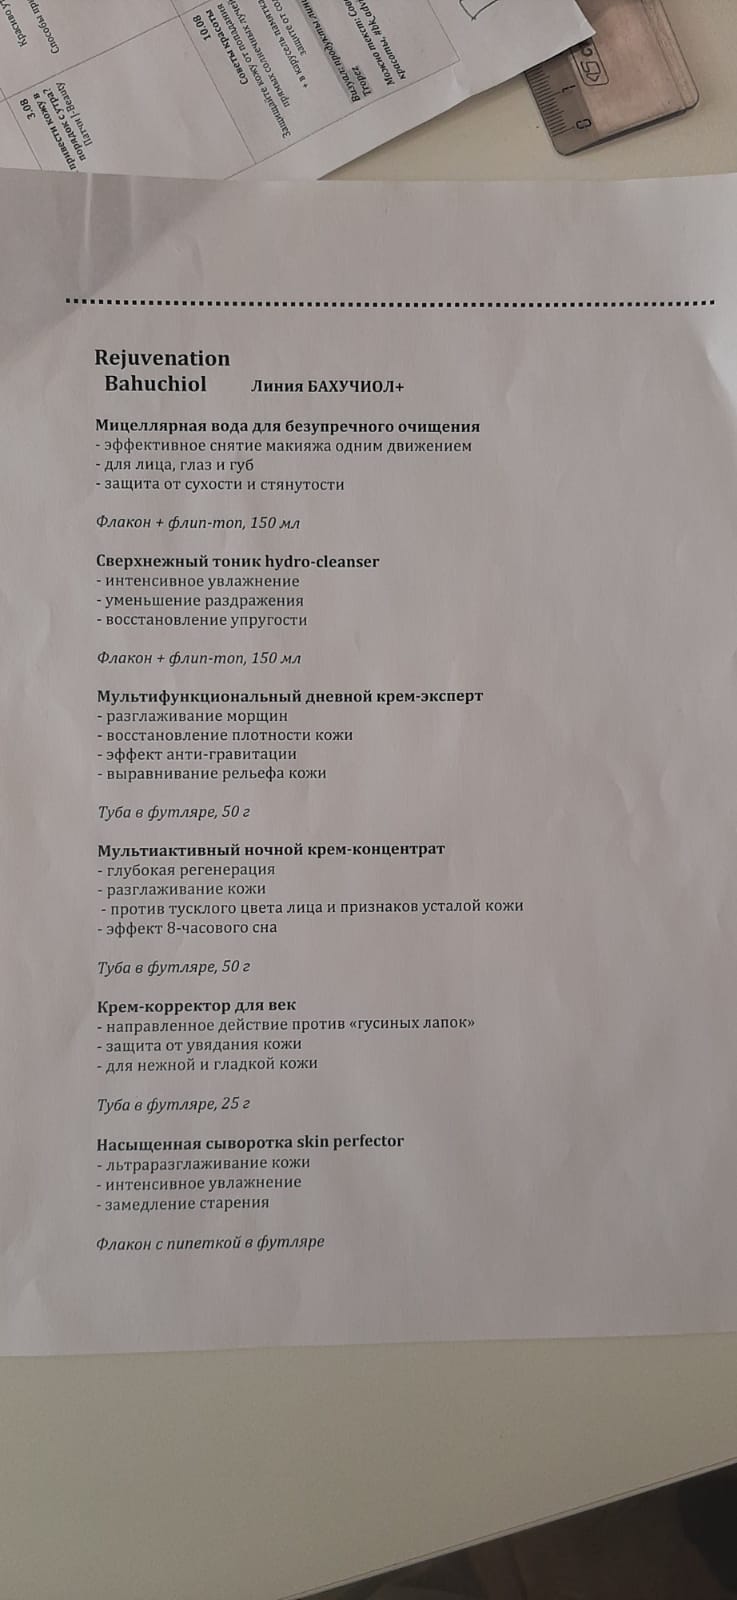 Rejuvenation
Bahuchiol Линия БАХУЧИОЛ+
Мицеллярная вода для безупречного очищения
- эффективное снятие макияжа одним движением
- для лица, глаз и губ
- защита от сухости и стянутости
Флакон + флип-топ, 150 мл
Сверхнежный тоник hydro-cleanser
- интенсивное увлажнение
- уменьшение раздражения
- восстановление упругости
Флакон + флип-топ, 150 мл
Мультифункциональный дневной крем-эксперт
- разглаживание морщин
- восстановление плотности кожи
- эффект анти-гравитации
- выравнивание рельефа кожи
Туба в футляре, 50 г
Мультиактивный ночной крем-концентрат
- глубокая регенерация
- разглаживание кожи
- против тусклого цвета лица и признаков усталой кожи
- эффект 8-часового сна
Туба в футляре, 50 г
Крем-корректор для век
- направленное действие против «гусиных лапок»
- защита от увядания кожи
- для нежной и гладкой кожи
Туба в футляре, 25 г
Насыщенная сыворотка skin perfector
- льтраразглаживание кожи
- интенсивное увлажнение
- замедление старения
Флакон с пипеткой в футляре
3.08
привести кожу в
порядок с утра?
Патчи J-Beauty
Красиво
Способы
10.08
Советы красоты
Защищайте кожу от попадания
прямых солнечных лучей
+ в карусель памятка
защите от
Визуал: продукты
Tropez
Можно текст:
красоты,
0 1